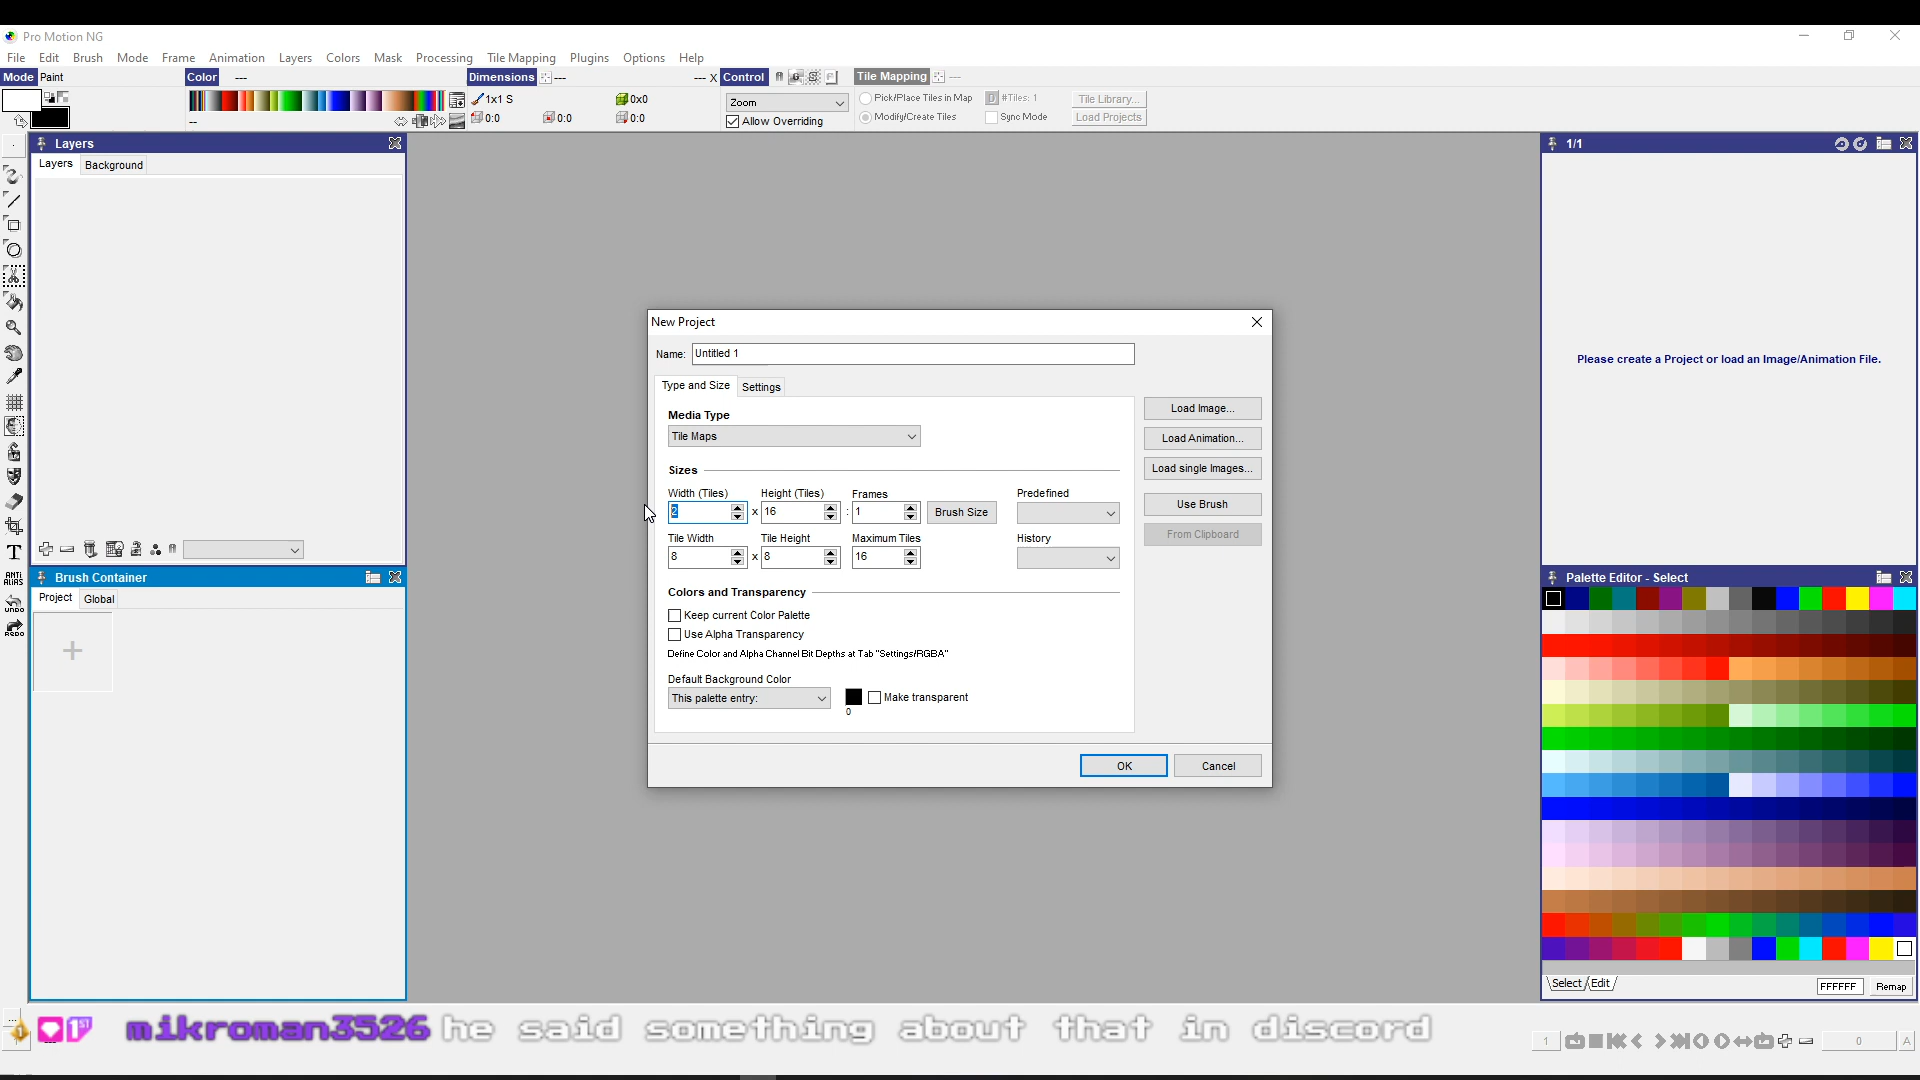 Pro Motion NG
File Edit Brush Mode Frame Animation Layers Colors Mask Processing Tile Mapping Plugins Options Help
Mode Paint Color --- Dimensions --- --- X Control Tile Mapping ---
1x1 S 0x0 Zoom Pick/Place Tiles in Map #Tiles: 1 Tile Library...
-- 0:0 0:0 0:0 Allow Overriding Modify/Create Tiles Sync Mode Load Projects
Layers
Layers Background
1/1
Please create a Project or load an Image/Animation File.
New Project
Name: Untitled 1
Type and Size Settings
Media Type
Tile Maps
Load Image...
Load Animation...
Sizes
Load single Images...
Width (Tiles) Height (Tiles) Frames Predefined
2 x 16 : 1 Brush Size
Use Brush
Tile Width Tile Height Maximum Tiles History
From Clipboard
8 x 8 16
Colors and Transparency
Keep current Color Palette
Use Alpha Transparency
Define Color and Alpha Channel Bit Depths at Tab "Settings/RGBA"
Default Background Color
This palette entry: Make transparent
0
OK Cancel
ANTI ALIAS
UNDO
REDO
Brush Container
Project Global
Palette Editor - Select
Select Edit FFFFFF Remap
1ST mikroman3526 he said something about that in discord
1 0 A